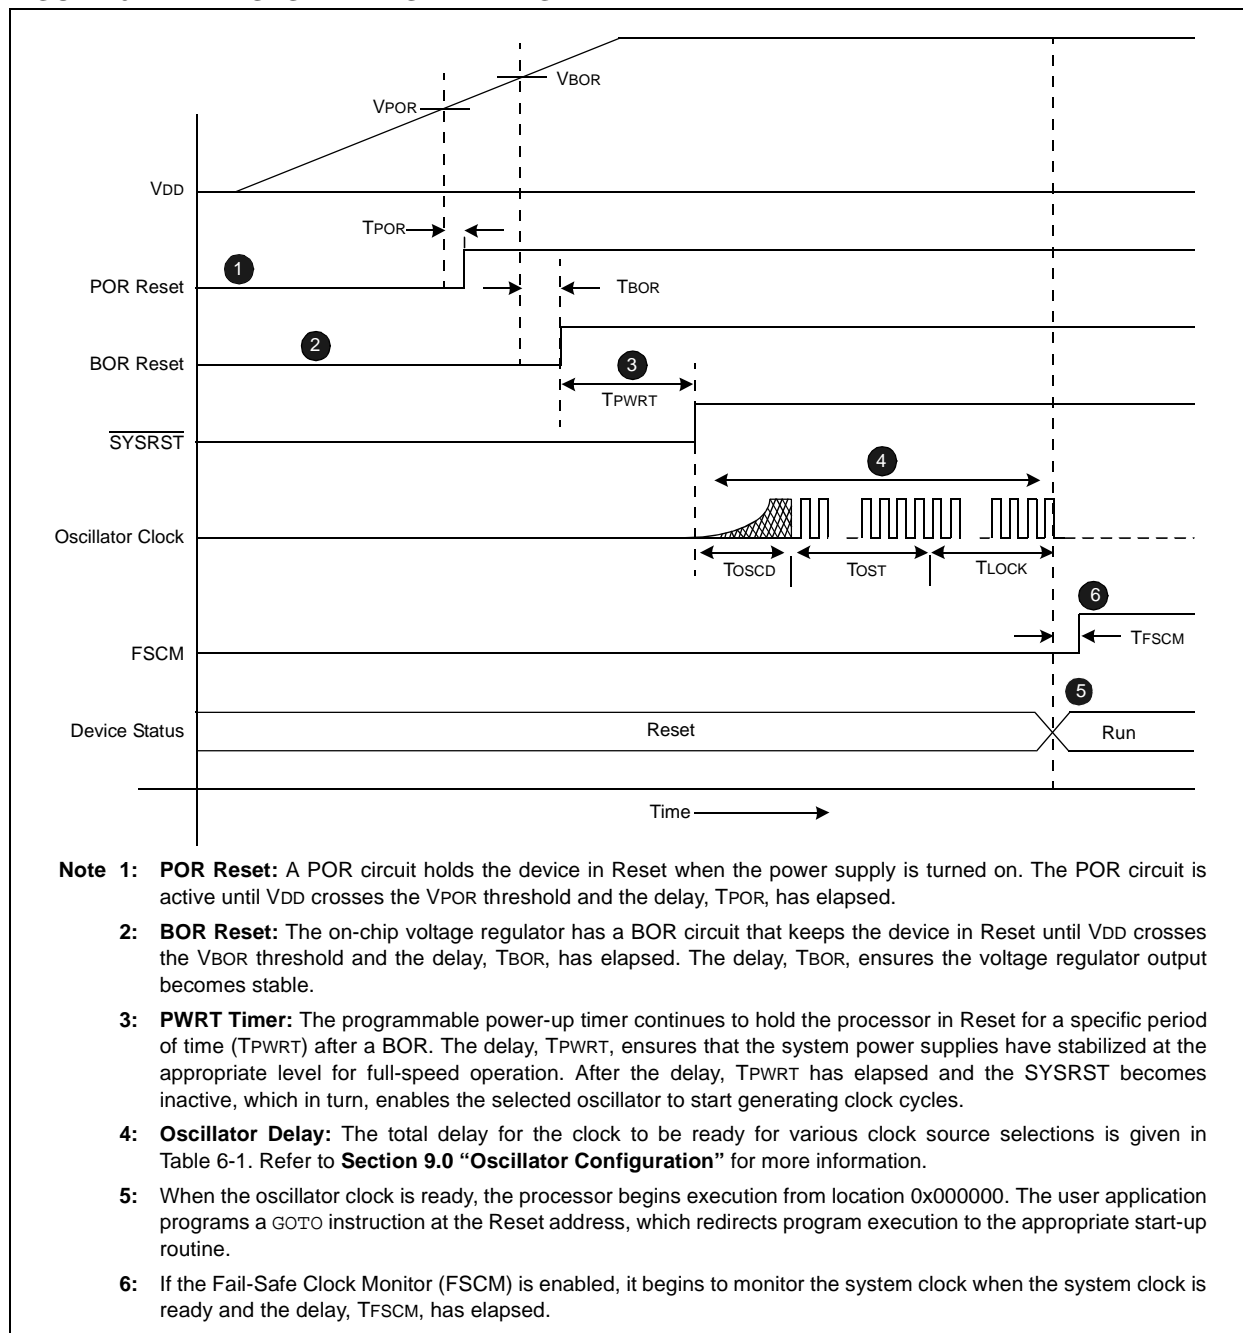 VBOR
VPOR
VDD
TPOR
1
POR Reset
TBOR
2
BOR Reset
3
TPWRT
SYSRST
4
Oscillator Clock
TOSCD
TOST
TLOCK
6
FSCM
TFSCM
5
Device Status
Reset
Run
Time
Note 1: POR Reset: A POR circuit holds the device in Reset when the power supply is turned on. The POR circuit is
active until VDD crosses the VPOR threshold and the delay, TPOR, has elapsed.
2: BOR Reset: The on-chip voltage regulator has a BOR circuit that keeps the device in Reset until VDD crosses
the VBOR threshold and the delay, TBOR, has elapsed. The delay, TBOR, ensures the voltage regulator output
becomes stable.
3: PWRT Timer: The programmable power-up timer continues to hold the processor in Reset for a specific period
of time (TPWRT) after a BOR. The delay, TPWRT, ensures that the system power supplies have stabilized at the
appropriate level for full-speed operation. After the delay, TPWRT has elapsed and the SYSRST becomes
inactive, which in turn, enables the selected oscillator to start generating clock cycles.
4: Oscillator Delay: The total delay for the clock to be ready for various clock source selections is given in
Table 6-1. Refer to Section 9.0 “Oscillator Configuration” for more information.
5: When the oscillator clock is ready, the processor begins execution from location 0x000000. The user application
programs a GOTO instruction at the Reset address, which redirects program execution to the appropriate start-up
routine.
6: If the Fail-Safe Clock Monitor (FSCM) is enabled, it begins to monitor the system clock when the system clock is
ready and the delay, TFSCM, has elapsed.